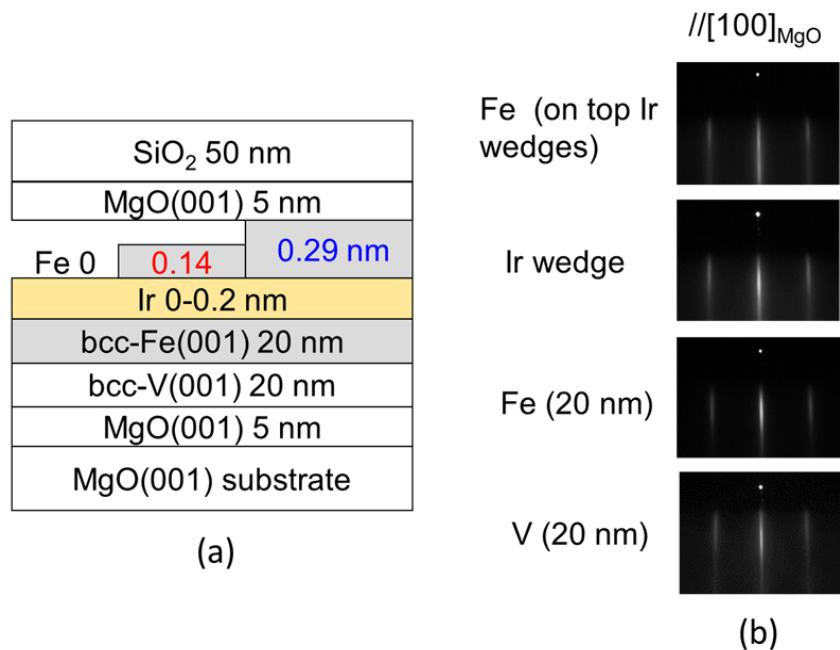 SiO₂ 50 nm
MgO(001) 5 nm
Fe 0
0.14
0.29 nm
Ir 0-0.2 nm
bcc-Fe(001) 20 nm
bcc-V(001) 20 nm
MgO(001) 5 nm
MgO(001) substrate
(a)
//[100]MgO
Fe (on top Ir
wedges)
Ir wedge
Fe (20 nm)
V (20 nm)
(b)